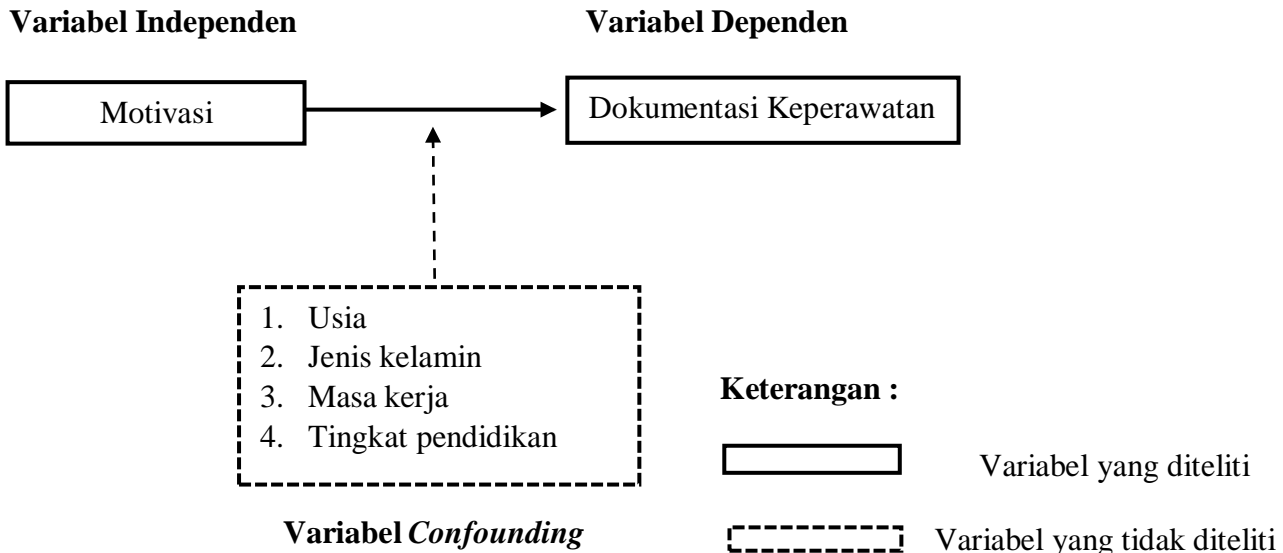 Variabel Independen
Variabel Dependen
Motivasi
Dokumentasi Keperawatan
1. Usia
2. Jenis kelamin
3. Masa kerja
4. Tingkat pendidikan
Variabel Confounding
Keterangan :
Variabel yang diteliti
Variabel yang tidak diteliti